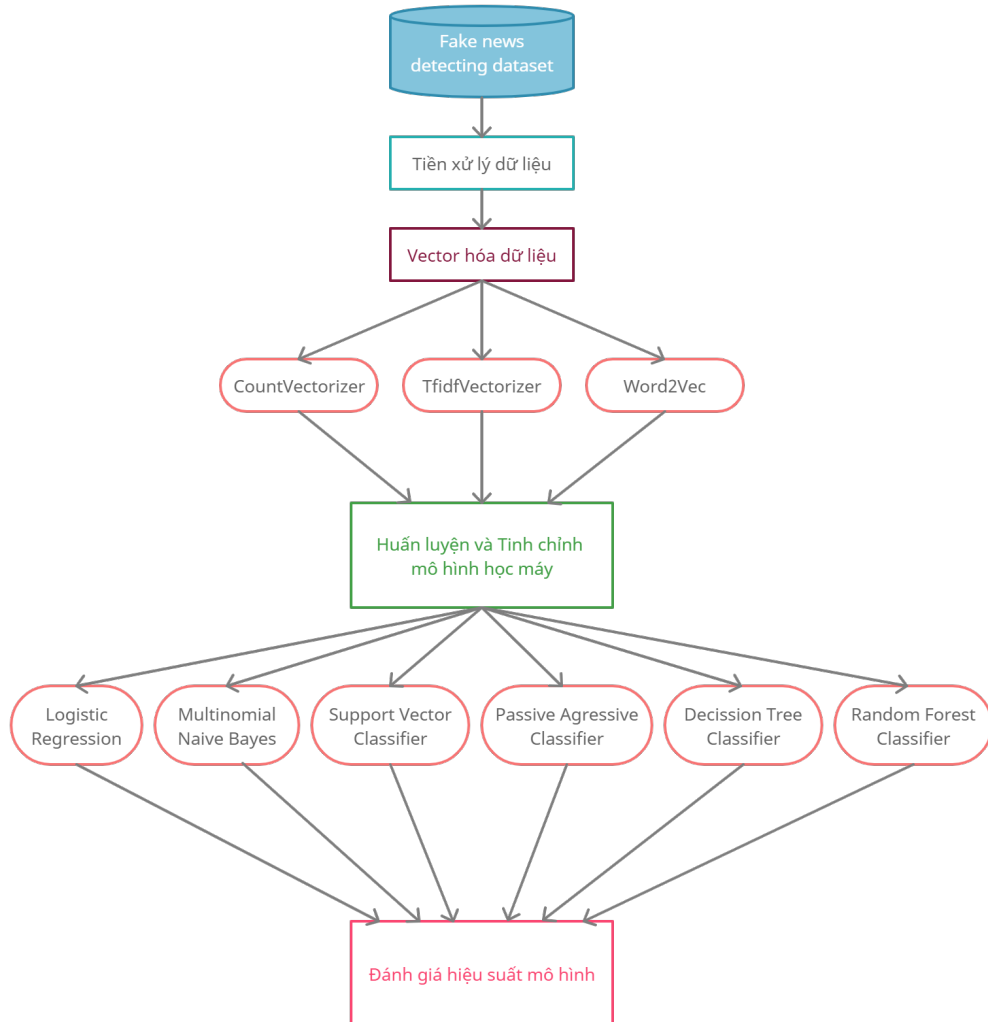 Fake news
detecting dataset
Tiền xử lý dữ liệu
Vector hóa dữ liệu
CountVectorizer
TfidfVectorizer
Word2Vec
Huấn luyện và Tinh chỉnh
mô hình học máy
Logistic
Regression
Multinomial
Naive Bayes
Support Vector
Classifier
Passive Agressive
Classifier
Decission Tree
Classifier
Random Forest
Classifier
Đánh giá hiệu suất mô hình